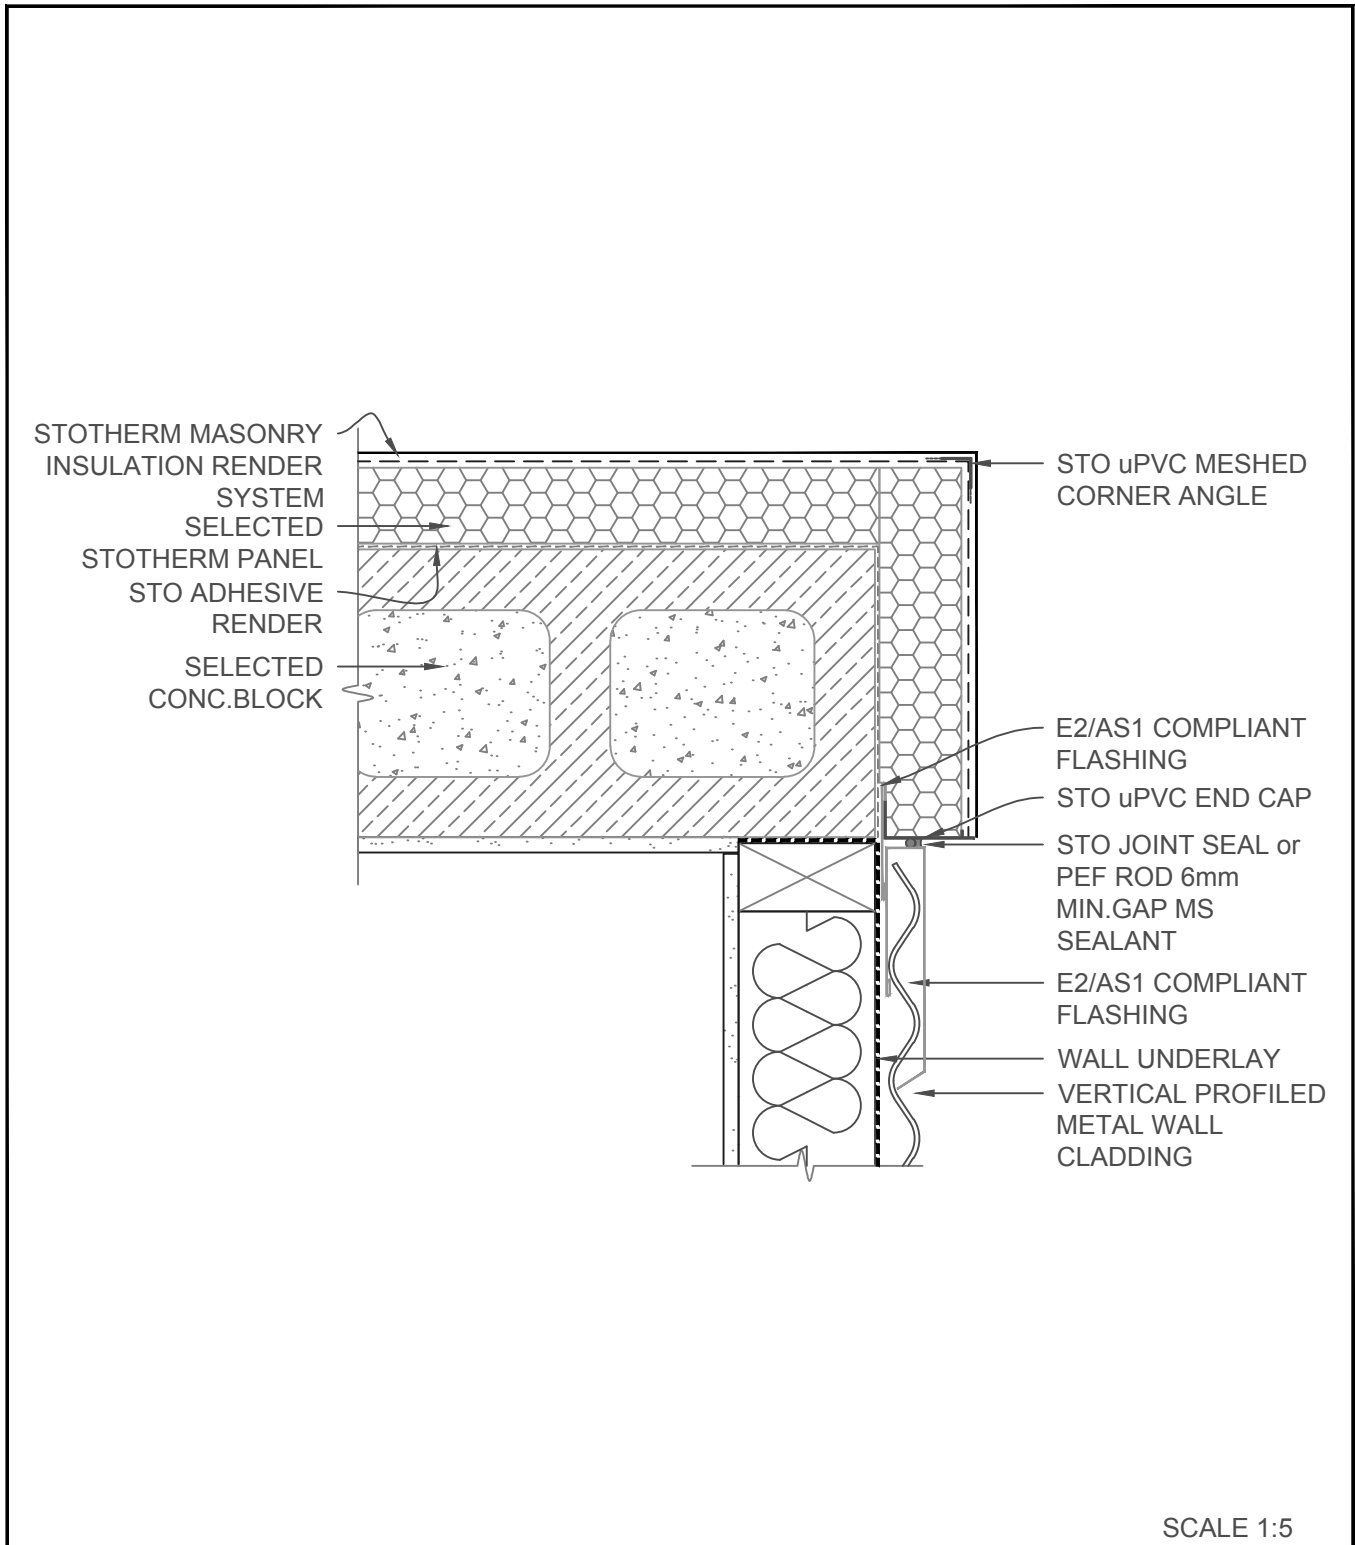 STOTHERM MASONRY
INSULATION RENDER
SYSTEM
SELECTED
STOTHERM PANEL
STO ADHESIVE
RENDER
SELECTED
CONC.BLOCK
STO uPVC MESHED
CORNER ANGLE
E2/AS1 COMPLIANT
FLASHING
STO uPVC END CAP
STO JOINT SEAL or
PEF ROD 6mm
MIN.GAP MS
SEALANT
E2/AS1 COMPLIANT
FLASHING
WALL UNDERLAY
VERTICAL PROFILED
METAL WALL
CLADDING
SCALE 1:5